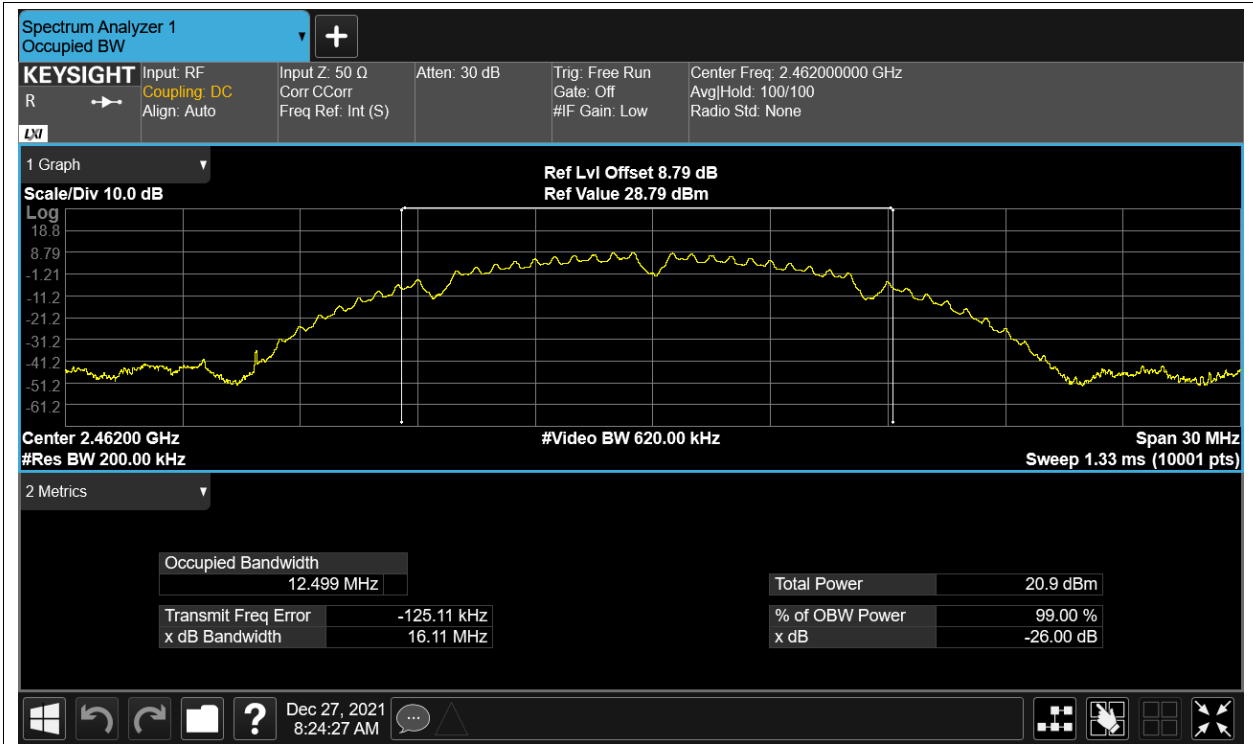 Spectrum Analyzer 1
Occupied BW
KEYSIGHT
R
LXI
Input: RF
Coupling: DC
Align: Auto
Input Z: 50 Ω
Corr CCorr
Freq Ref: Int (S)
Atten: 30 dB
Trig: Free Run
Gate: Off
#IF Gain: Low
Center Freq: 2.462000000 GHz
Avg|Hold: 100/100
Radio Std: None
1 Graph
Scale/Div 10.0 dB
Ref Lvl Offset 8.79 dB
Ref Value 28.79 dBm
Log
18.8
8.79
-1.21
-11.2
-21.2
-31.2
-41.2
-51.2
-61.2
Center 2.46200 GHz
#Video BW 620.00 kHz
Span 30 MHz
#Res BW 200.00 kHz
Sweep 1.33 ms (10001 pts)
2 Metrics
Occupied Bandwidth
12.499 MHz
Total Power 20.9 dBm
Transmit Freq Error -125.11 kHz
% of OBW Power 99.00 %
x dB Bandwidth 16.11 MHz
x dB -26.00 dB
?
Dec 27, 2021
8:24:27 AM